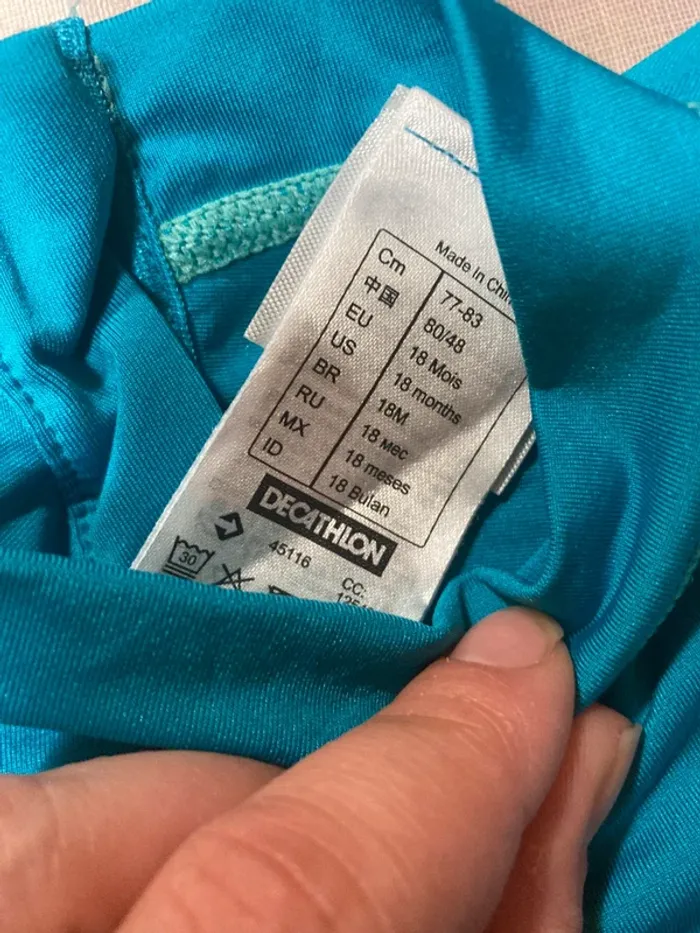 Made in
Cm 77-83
中国 80/48
EU 18 Mois
US 18 months
BR 18M
RU 18 мес
MX 18 meses
ID 18 Bulan
DECATHLON
45116
CC:
30